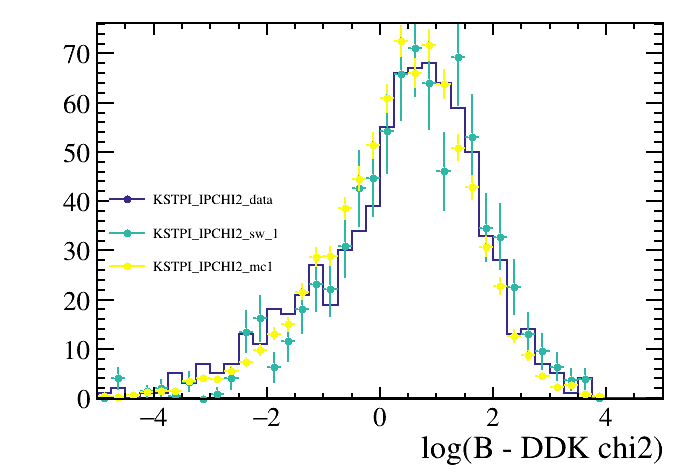 70
60
50
40
30
20
10
0
KSTPI_IPCHI2_data
KSTPI_IPCHI2_sw_1
KSTPI_IPCHI2_mc1
−4 −2 0 2 4
log(B - DDK chi2)